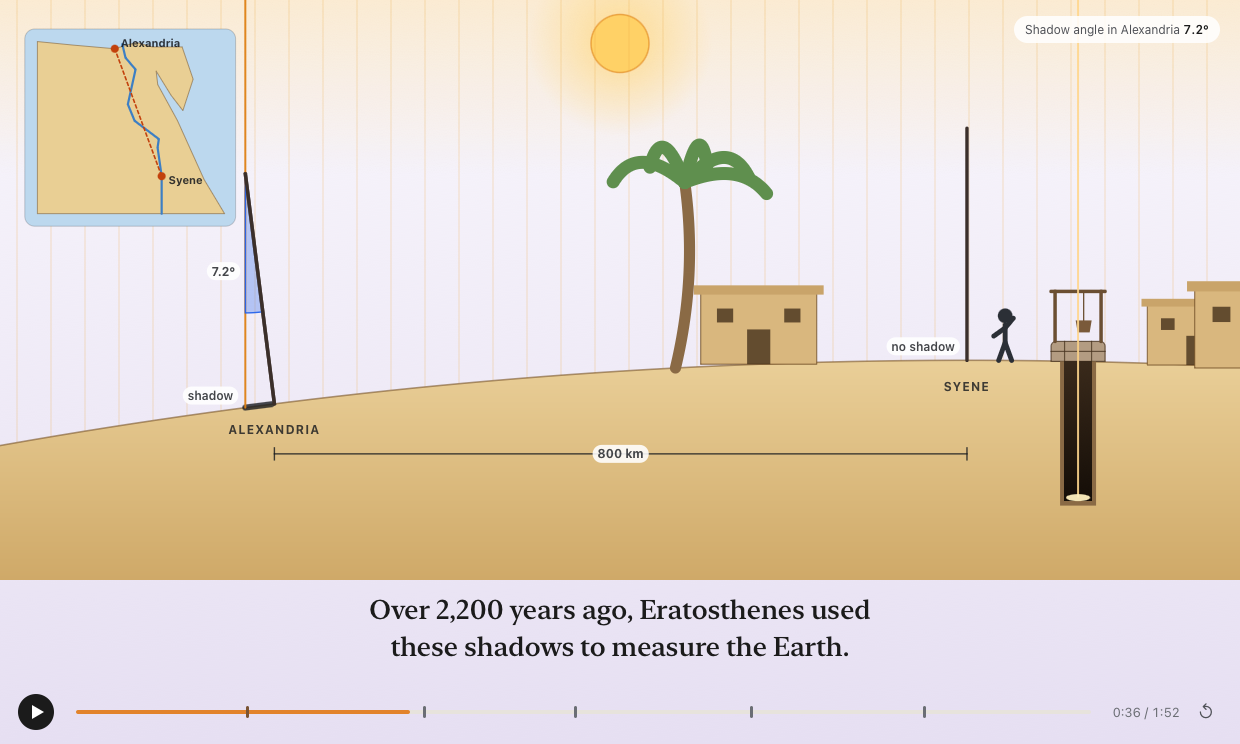 Alexandria
Syene
Shadow angle in Alexandria 7.2°
7.2°
no shadow
shadow
SYENE
ALEXANDRIA
800 km
Over 2,200 years ago, Eratosthenes used
these shadows to measure the Earth.
0:36 / 1:52